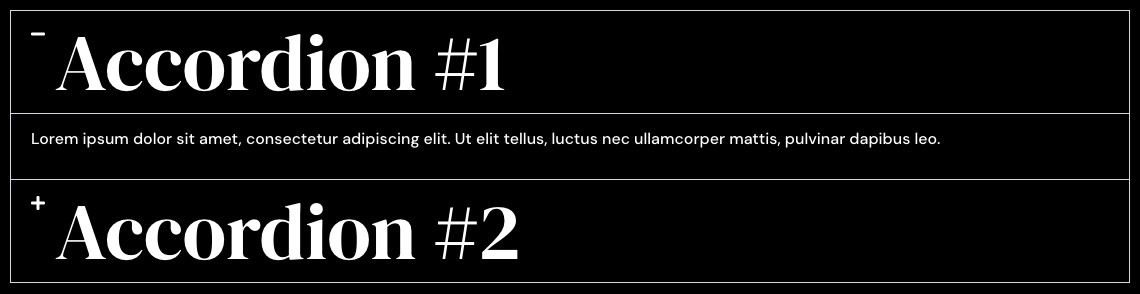 − Accordion #1
Lorem ipsum dolor sit amet, consectetur adipiscing elit. Ut elit tellus, luctus nec ullamcorper mattis, pulvinar dapibus leo.
+ Accordion #2